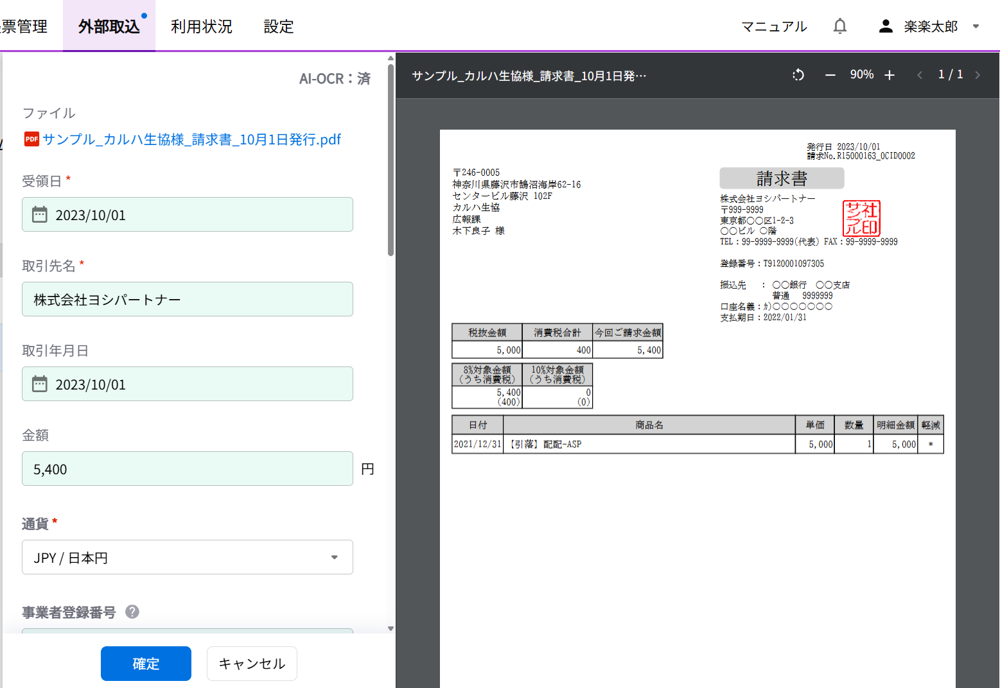 票管理
外部取込
利用状況
設定
マニュアル
楽楽太郎
AI-OCR：済
ファイル
PDF サンプル_カルハ生協様_請求書_10月1日発行.pdf
受領日 *
2023/10/01
取引先名 *
株式会社ヨシパートナー
取引年月日
2023/10/01
金額
5,400 円
通貨 *
JPY / 日本円
事業者登録番号 ?
確定
キャンセル
サンプル_カルハ生協様_請求書_10月1日発…
90%
1 / 1
発行日 2023/10/01
請求No.R15000163_OCID0002
〒246-0005
神奈川県藤沢市鵠沼海岸62-16
センタービル藤沢 102F
カルハ生協
広報課
木下良子 様
請求書
株式会社ヨシパートナー
〒999-9999
東京都〇〇区1-2-3
〇〇ビル 〇階
TEL：99-9999-9999(代表) FAX：99-9999-9999
サンプル社印
登録番号：T9120001097305
振込先 ： 〇〇銀行 〇〇支店
普通 9999999
口座名義：ｶ)〇〇〇〇〇〇〇
支払期日：2022/01/31
税抜金額 消費税合計 今回ご請求金額
5,000 400 5,400
8%対象金額 10%対象金額
(うち消費税) (うち消費税)
5,400 0
(400) (0)
日付 商品名 単価 数量 明細金額 軽減
2021/12/31 【引落】配配-ASP 5,000 1 5,000 *